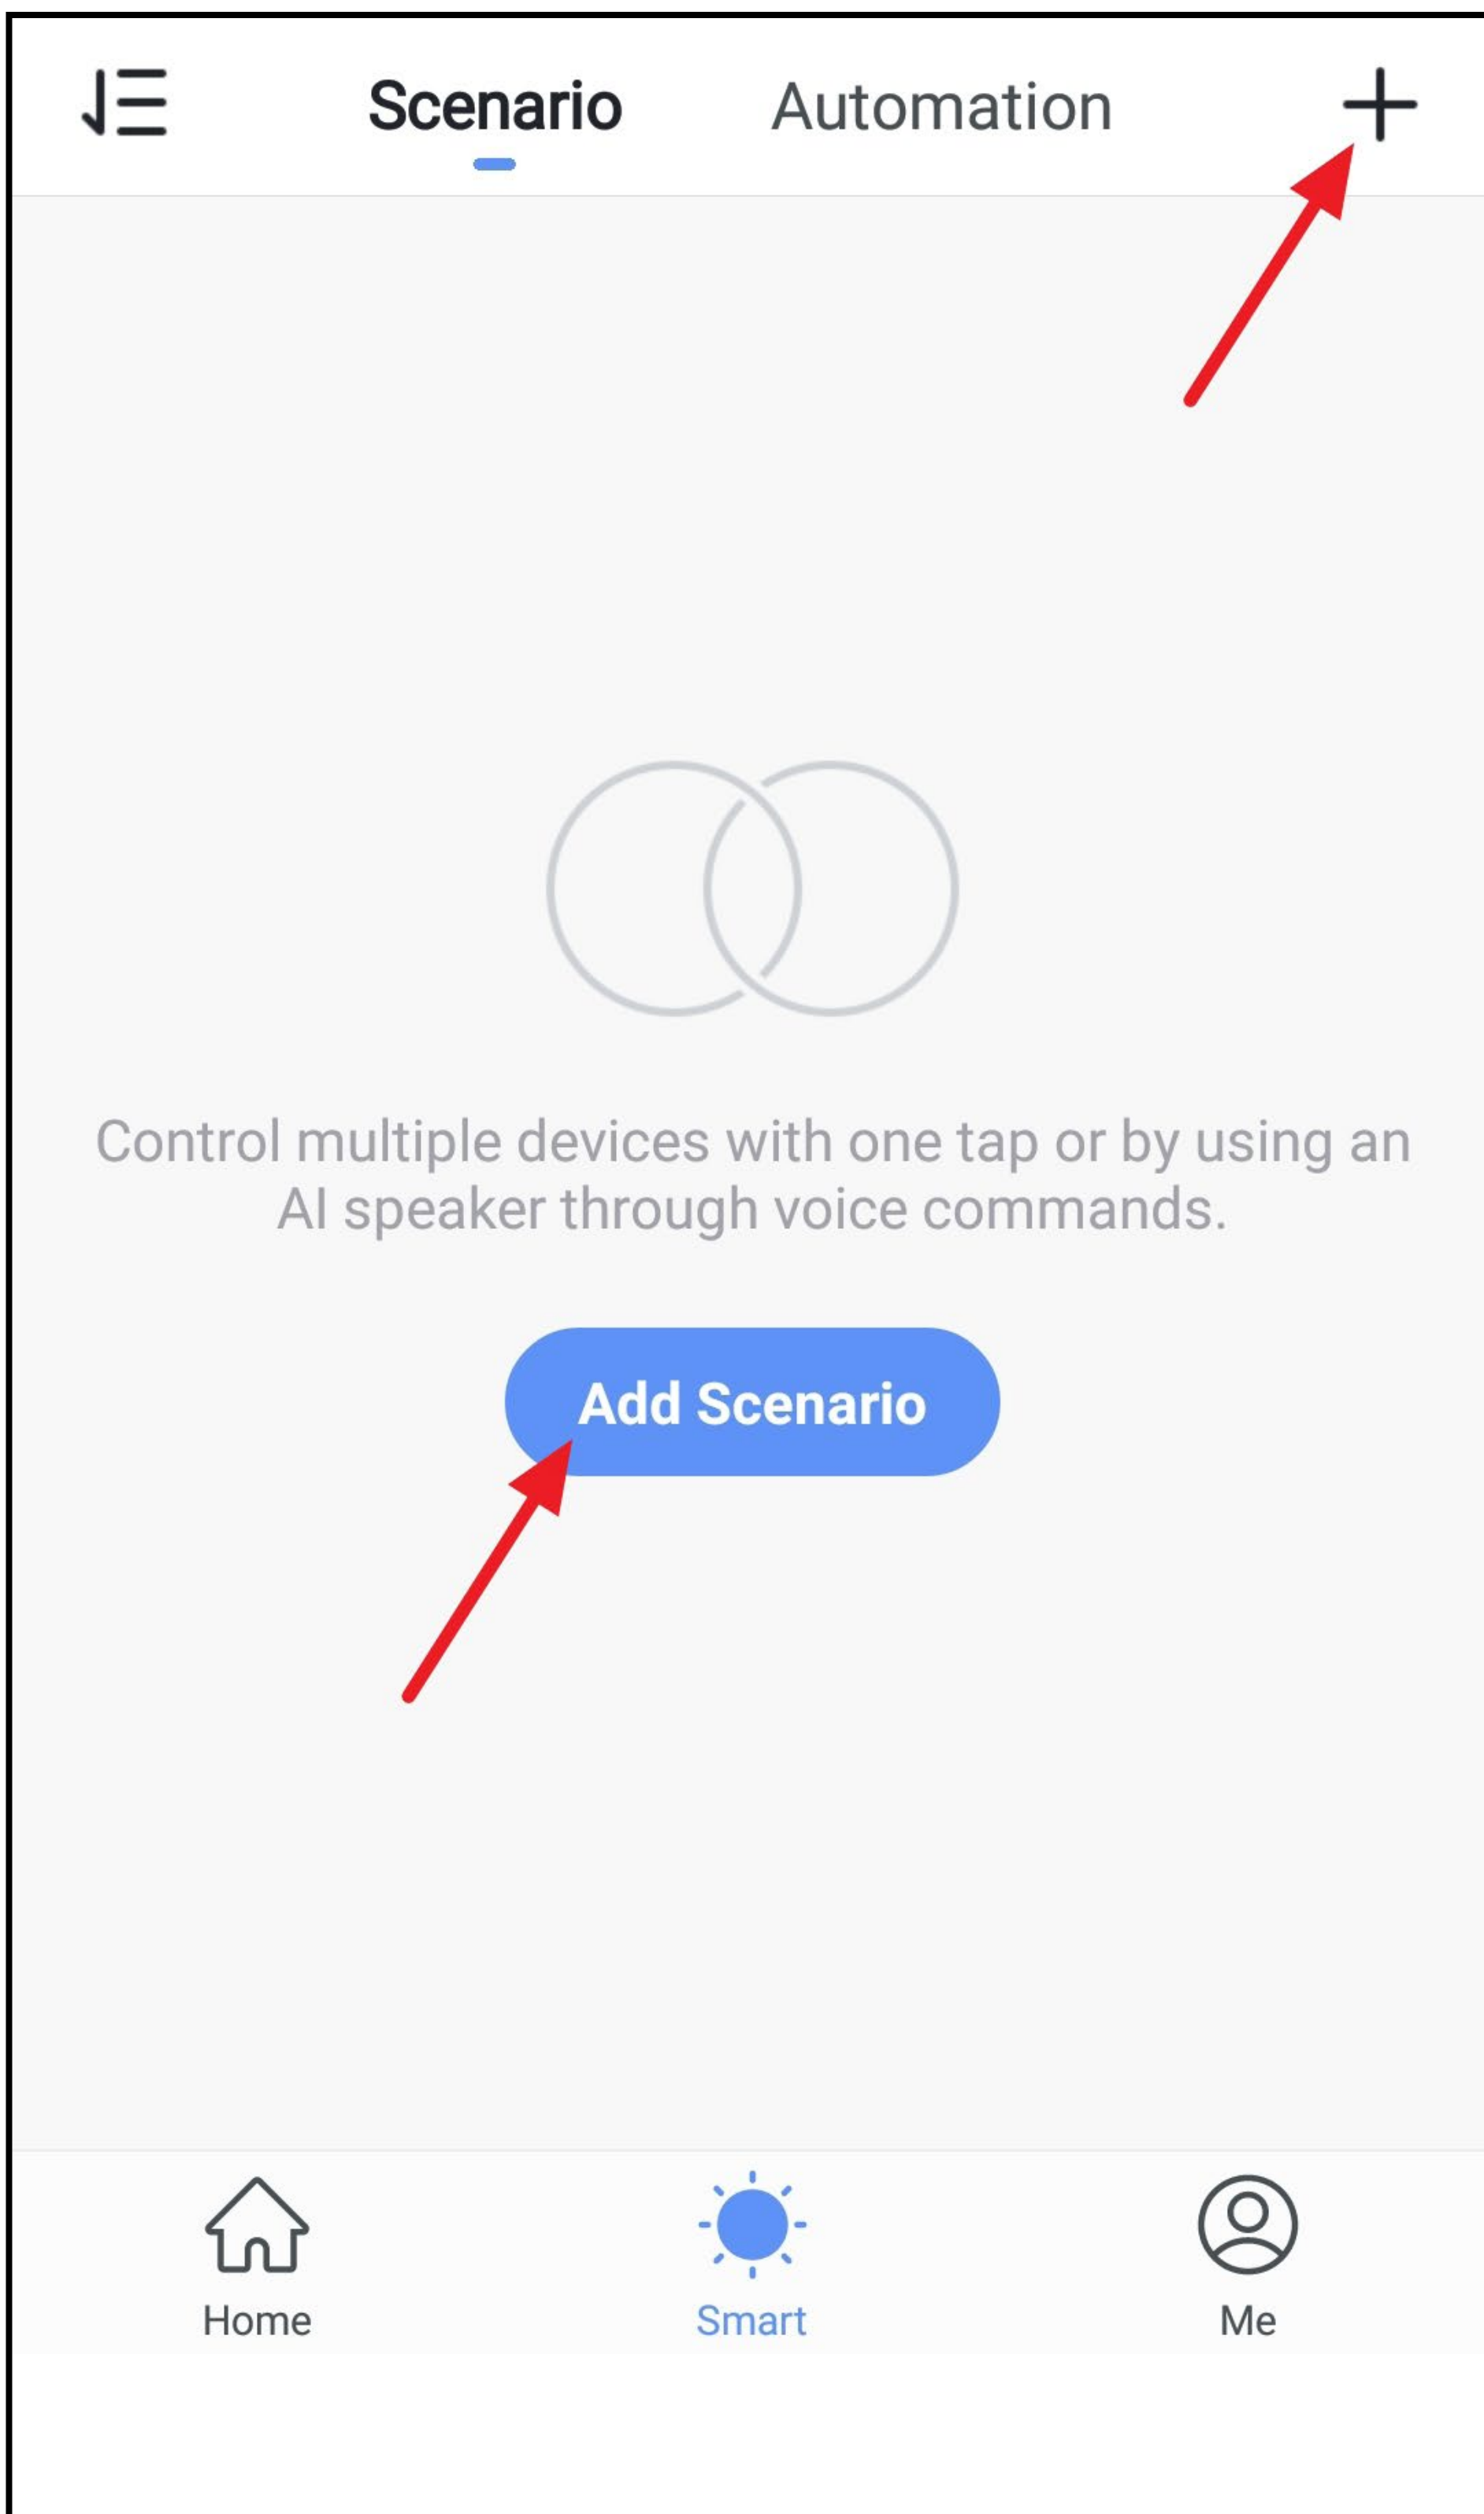 Scenario Automation
Control multiple devices with one tap or by using an
AI speaker through voice commands.
Add Scenario
Home Smart Me